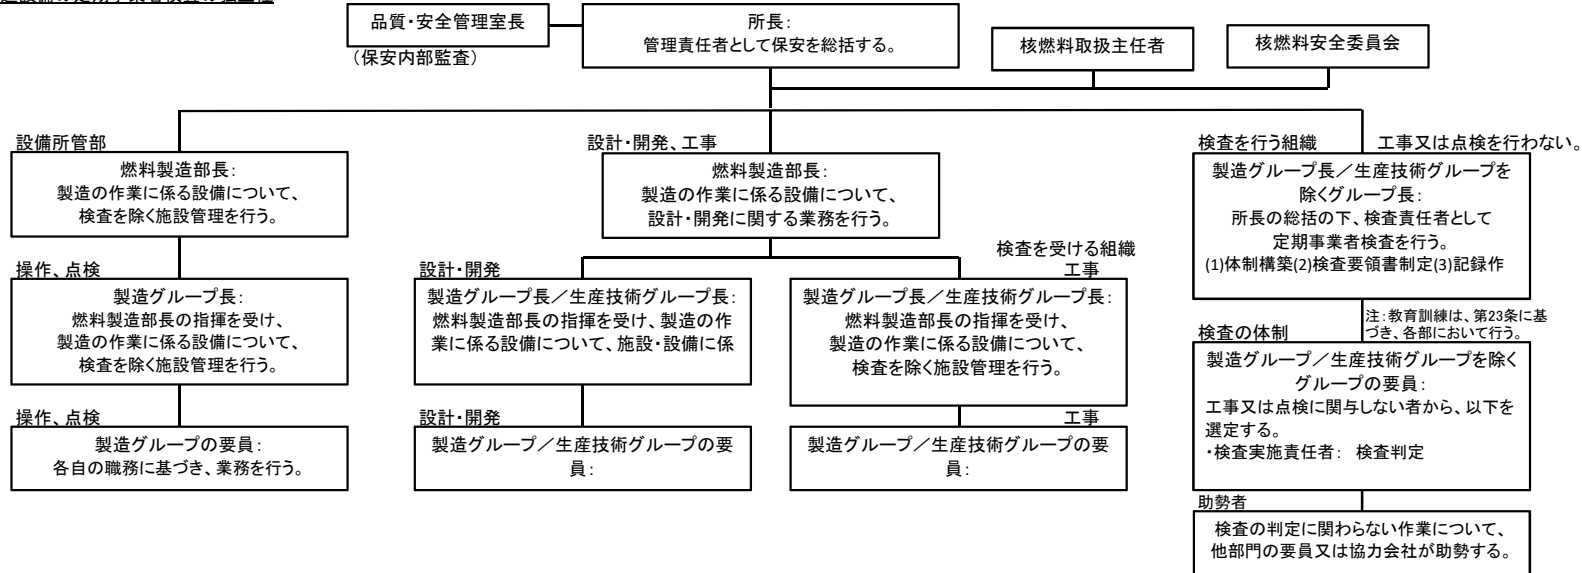 造設備の定期事業者検査の独立性
品質・安全管理室長
(保安内部監査)
所長:
管理責任者として保安を総括する。
核燃料取扱主任者
核燃料安全委員会
設備所管部
燃料製造部長:
製造の作業に係る設備について、
検査を除く施設管理を行う。
操作、点検
製造グループ長:
燃料製造部長の指揮を受け、
製造の作業に係る設備について、
検査を除く施設管理を行う。
操作、点検
製造グループの要員:
各自の職務に基づき、業務を行う。
設計・開発、工事
燃料製造部長:
製造の作業に係る設備について、
設計・開発に関する業務を行う。
設計・開発
製造グループ長/生産技術グループ長:
燃料製造部長の指揮を受け、製造の作
業に係る設備について、施設・設備に係
設計・開発
製造グループ/生産技術グループの要
員:
検査を受ける組織
工事
製造グループ長/生産技術グループ長:
燃料製造部長の指揮を受け、
製造の作業に係る設備について、
検査を除く施設管理を行う。
工事
製造グループ/生産技術グループの要
員:
検査を行う組織
工事又は点検を行わない。
製造グループ長/生産技術グループを
除くグループ長:
所長の総括の下、検査責任者として
定期事業者検査を行う。
(1)体制構築(2)検査要領書制定(3)記録作
注:教育訓練は、第23条に基
づき、各部において行う。
検査の体制
製造グループ/生産技術グループを除く
グループの要員:
工事又は点検に関与しない者から、以下を
選定する。
・検査実施責任者: 検査判定
助勢者
検査の判定に関わらない作業について、
他部門の要員又は協力会社が助勢する。